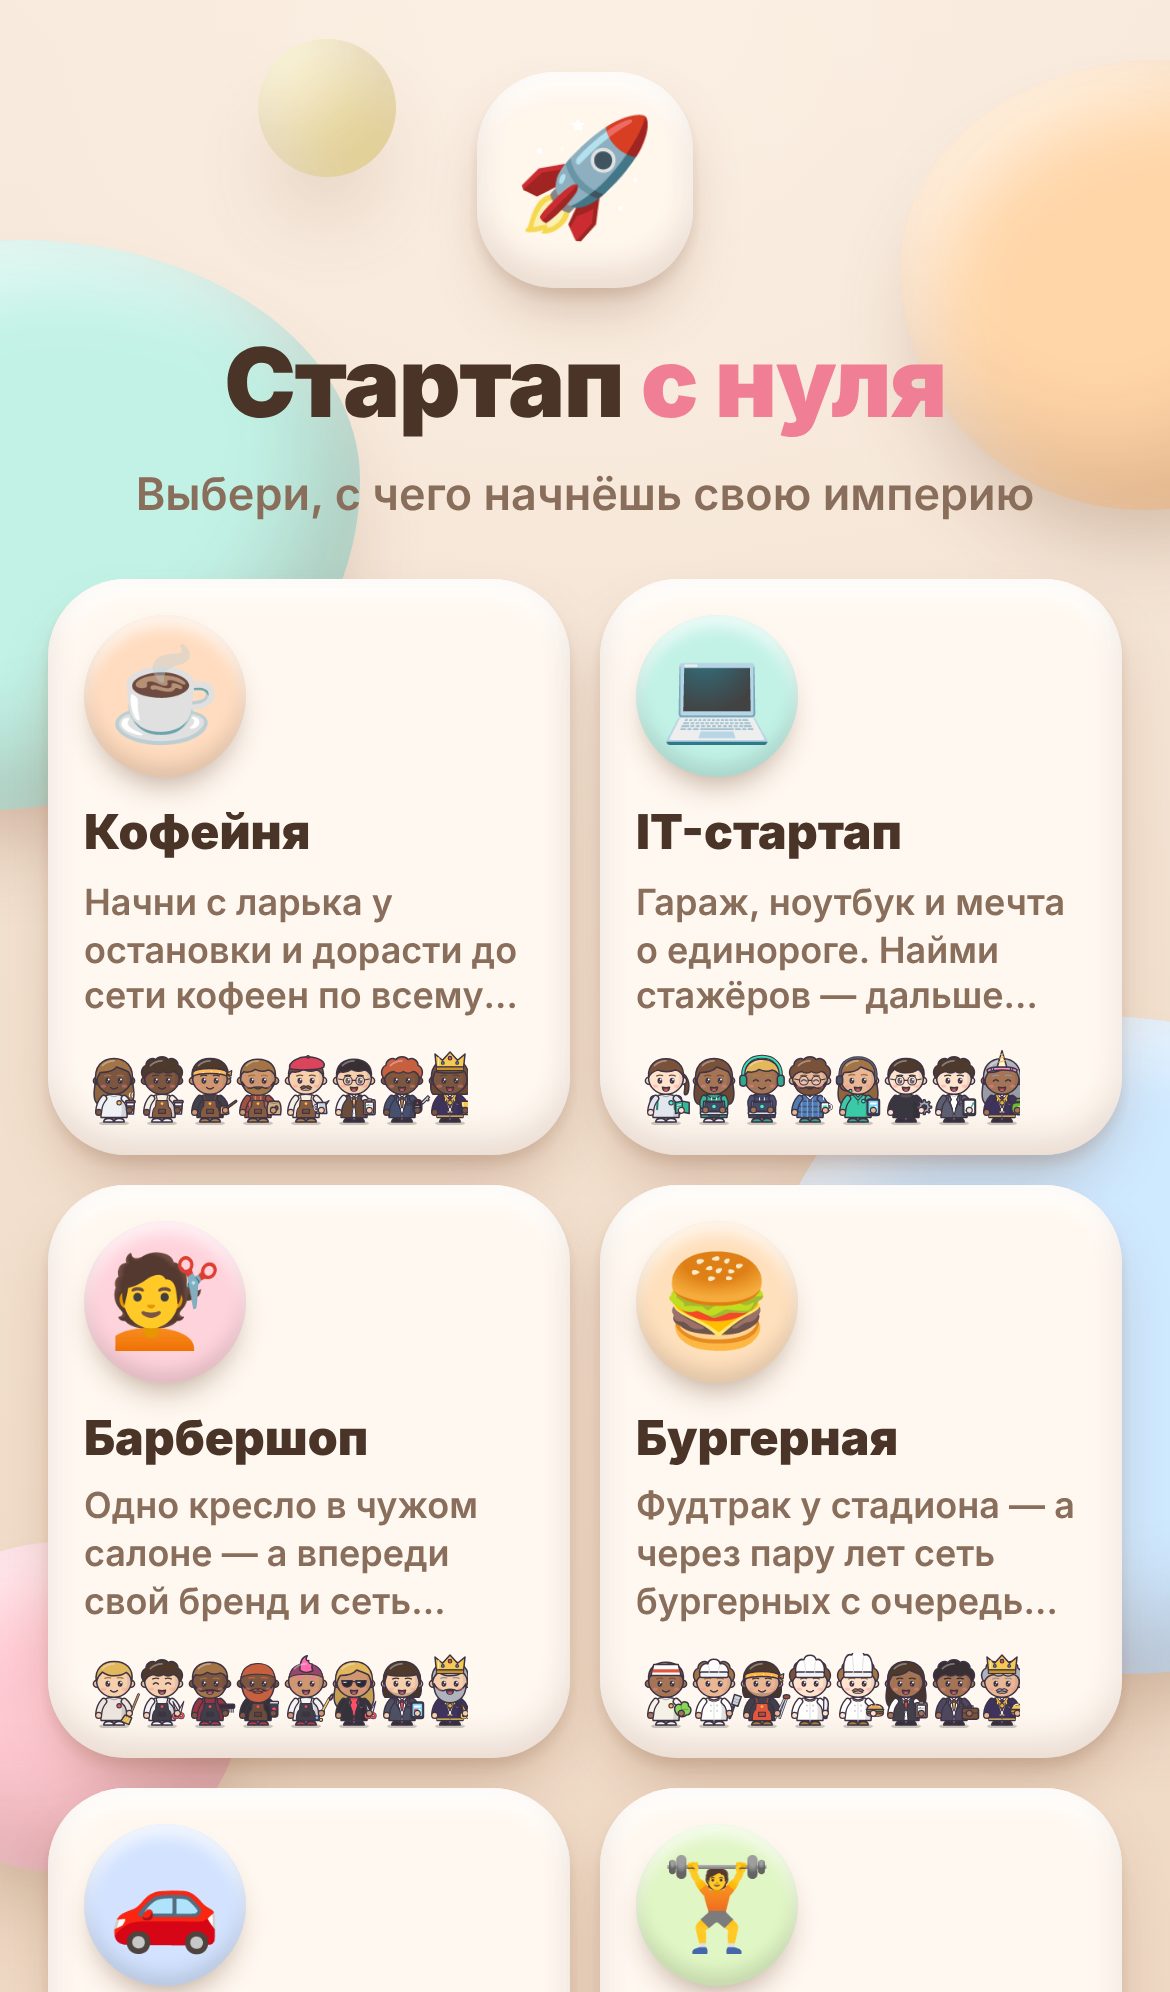 Стартап с нуля
Выбери, с чего начнёшь свою империю
Кофейня
Начни с ларька у
остановки и дорасти до
сети кофеен по всему...
IT-стартап
Гараж, ноутбук и мечта
о единороге. Найми
стажёров — дальше...
Барбершоп
Одно кресло в чужом
салоне — а впереди
свой бренд и сеть...
Бургерная
Фудтрак у стадиона — а
через пару лет сеть
бургерных с очередь...